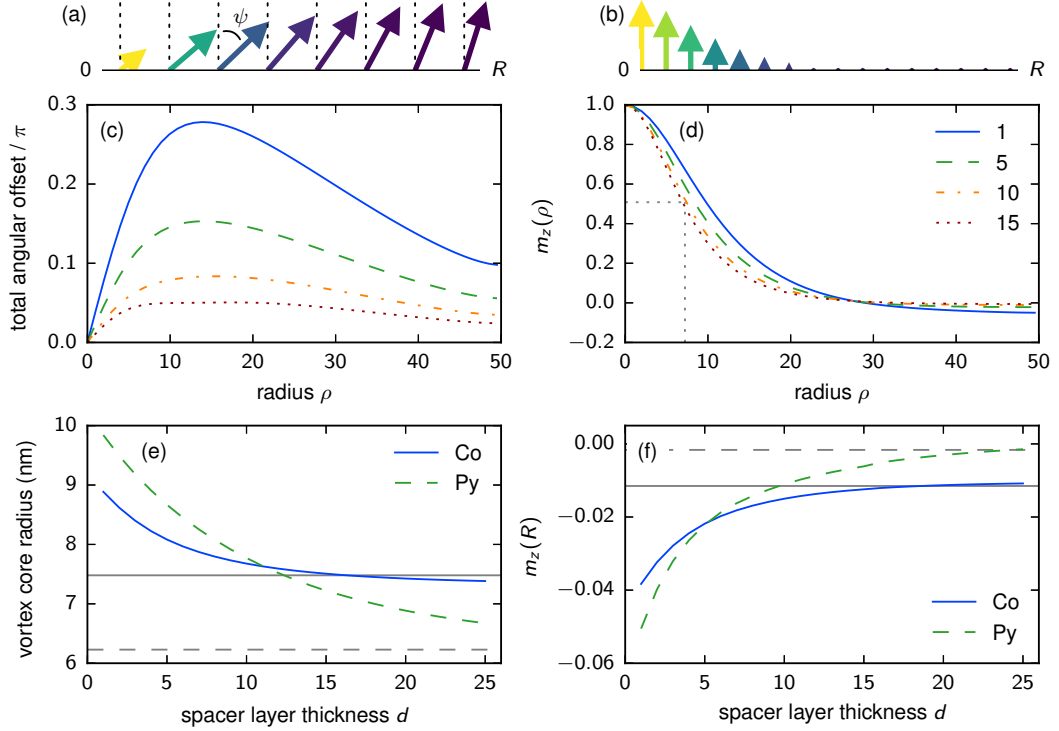 (a)
ψ
0
R
(b)
0
R
0.3
0.2
0.1
0.0
total angular offset / π
(c)
0 10 20 30 40 50
radius ρ
1.0
0.8
0.6
0.4
0.2
0.0
−0.2
m_z(ρ)
(d)
1
5
10
15
0 10 20 30 40 50
radius ρ
10
9
8
7
6
vortex core radius (nm)
(e)
Co
Py
0 5 10 15 20 25
spacer layer thickness d
0.00
−0.02
−0.04
−0.06
m_z(R)
(f)
Co
Py
0 5 10 15 20 25
spacer layer thickness d